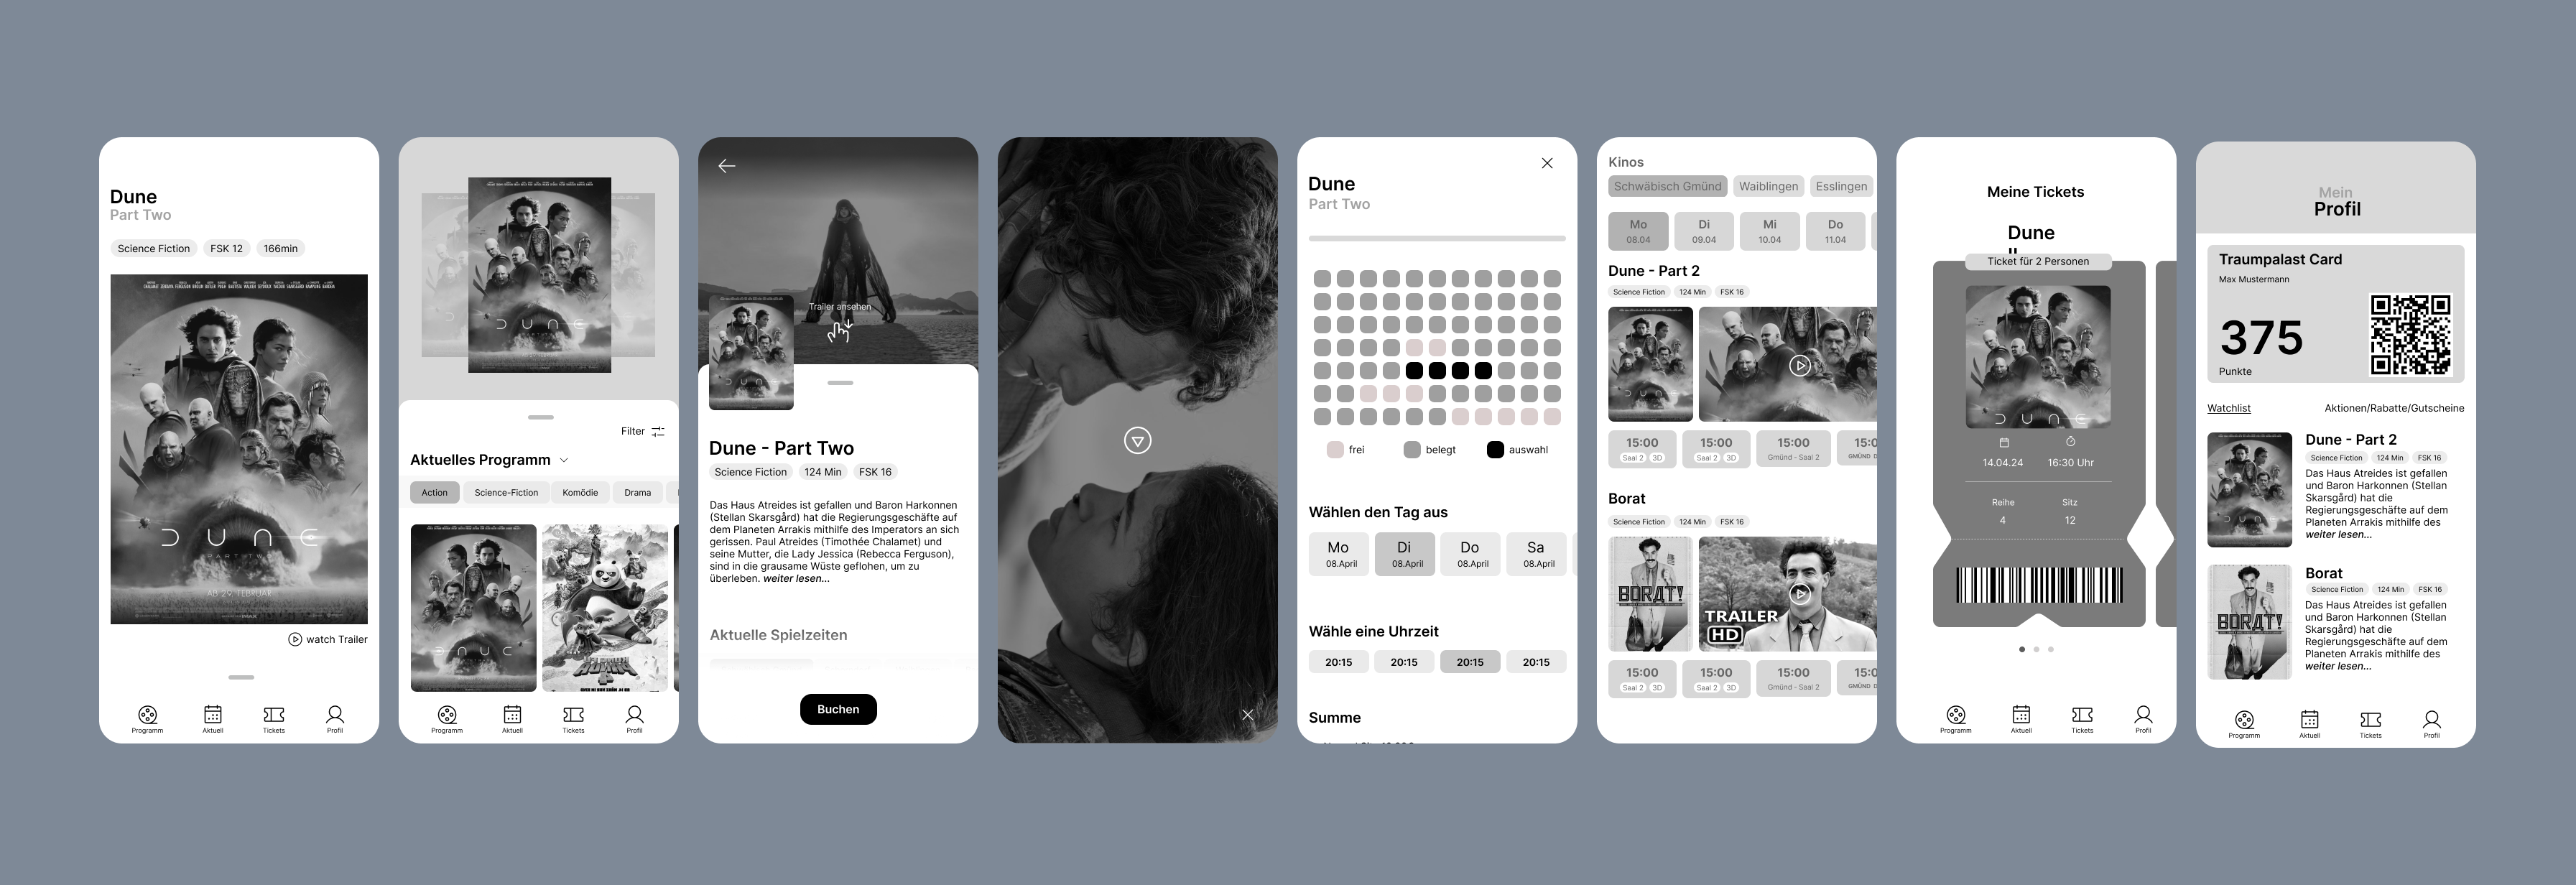 Dune
Part Two
Science Fiction
FSK 12
166min
DUNE
PART TWO
AB 29. FEBRUAR
watch Trailer
Programm
Aktuell
Tickets
Profil
DUNE
Filter
Aktuelles Programm
Action
Science-Fiction
Komödie
Drama
Programm
Aktuell
Tickets
Profil
Trailer ansehen
DUNE
Dune - Part Two
Science Fiction
124 Min
FSK 16
Das Haus Atreides ist gefallen und Baron Harkonnen
(Stellan Skarsgård) hat die Regierungsgeschäfte auf
dem Planeten Arrakis mithilfe des Imperators an sich
gerissen. Paul Atreides (Timothée Chalamet) und
seine Mutter, die Lady Jessica (Rebecca Ferguson),
sind in die grausame Wüste geflohen, um zu
überleben. weiter lesen...
Aktuelle Spielzeiten
Buchen
Dune
Part Two
frei
belegt
auswahl
Wählen den Tag aus
Mo
08.April
Di
08.April
Do
08.April
Sa
08.April
Wähle eine Uhrzeit
20:15
20:15
20:15
20:15
Summe
Kinos
Schwäbisch Gmünd
Waiblingen
Esslingen
Mo
08.04
Di
09.04
Mi
10.04
Do
11.04
Dune - Part 2
Science Fiction
124 Min
FSK 16
15:00
Saal 2
3D
15:00
Saal 2
3D
15:00
Gmünd - Saal 2
15:0
GMÜND
Borat
Science Fiction
124 Min
FSK 16
BORAT!
TRAILER
HD
15:00
Saal 2
3D
15:00
Saal 2
3D
15:00
Gmünd - Saal 2
15:0
GMÜND
Meine Tickets
Dune
Ticket für 2 Personen
DUNE
14.04.24
16:30 Uhr
Reihe
Sitz
4
12
Programm
Aktuell
Tickets
Profil
Mein
Profil
Traumpalast Card
Max Mustermann
375
Punkte
Watchlist
Aktionen/Rabatte/Gutscheine
DUNE
Dune - Part 2
Science Fiction
124 Min
FSK 16
Das Haus Atreides ist gefallen
und Baron Harkonnen (Stellan
Skarsgård) hat die
Regierungsgeschäfte auf dem
Planeten Arrakis mithilfe des
weiter lesen...
BORAT!
Borat
Science Fiction
124 Min
FSK 16
Das Haus Atreides ist gefallen
und Baron Harkonnen (Stellan
Skarsgård) hat die
Regierungsgeschäfte auf dem
Planeten Arrakis mithilfe des
weiter lesen...
Programm
Aktuell
Tickets
Profil